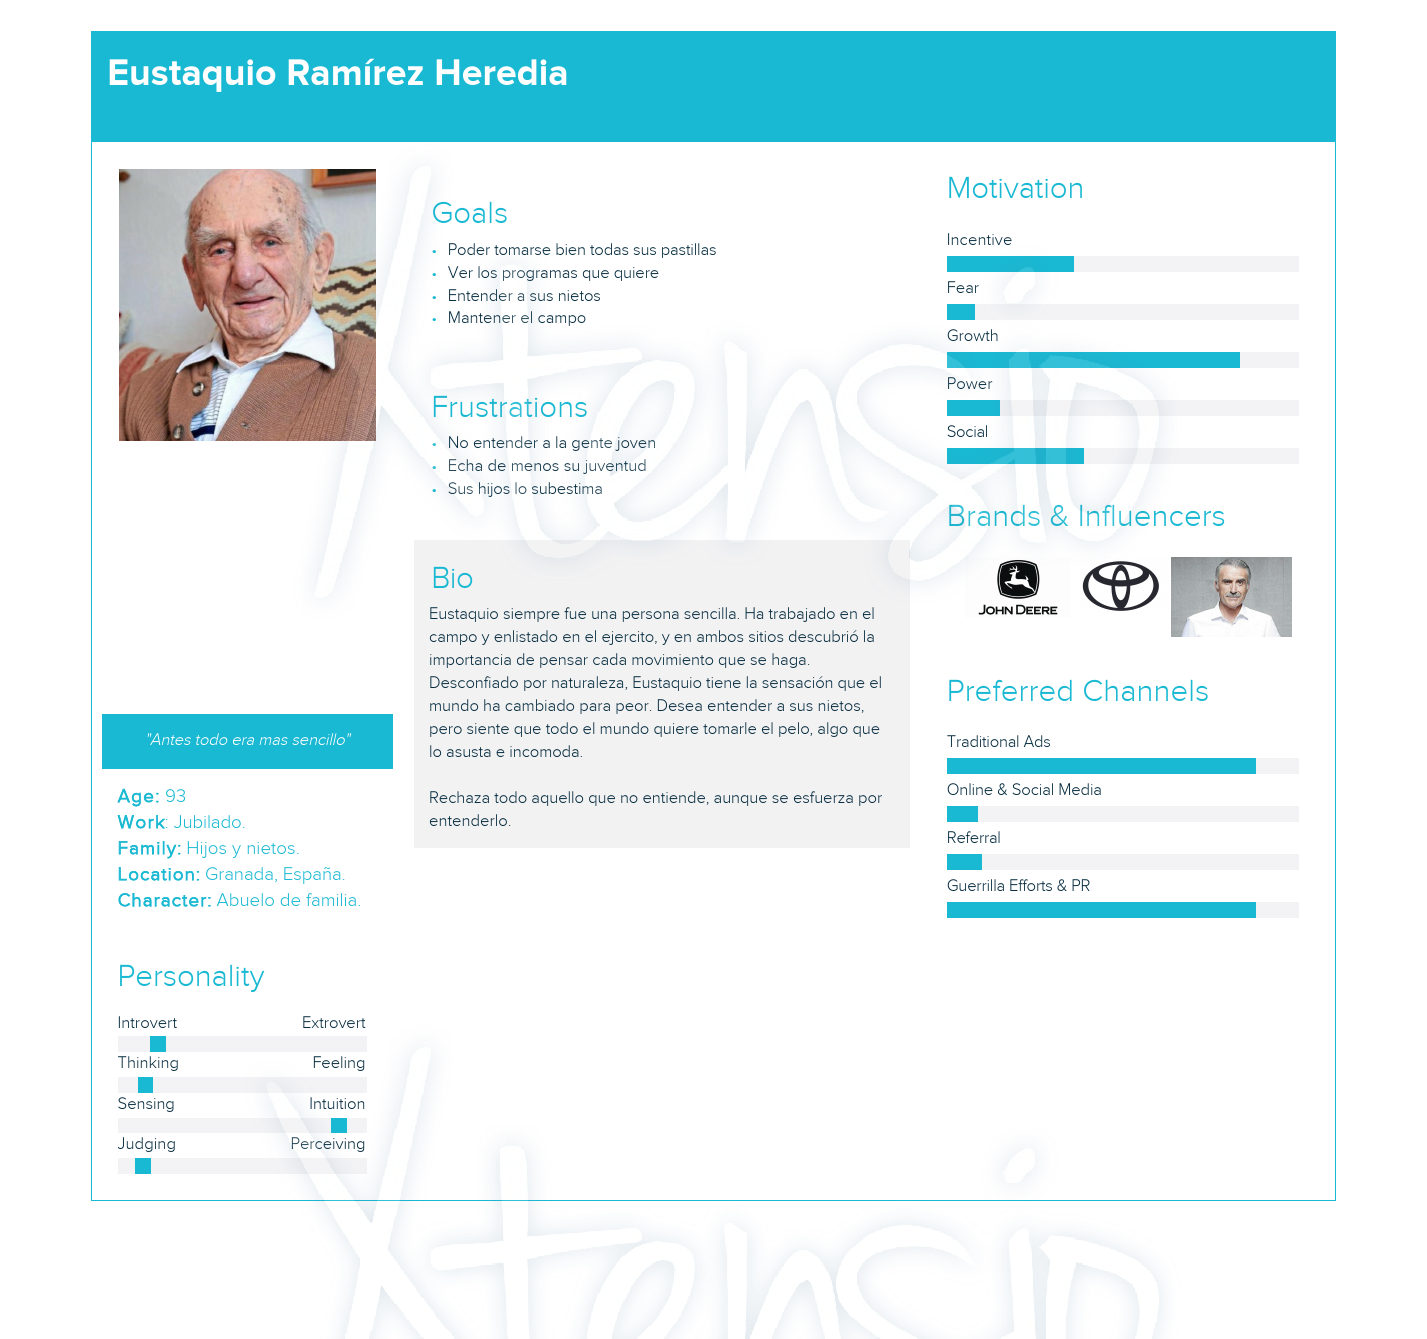 Eustaquio Ramírez Heredia
"Antes todo era mas sencillo"
Age: 93
Work: Jubilado.
Family: Hijos y nietos.
Location: Granada, España.
Character: Abuelo de familia.
Personality
Introvert Extrovert
Thinking Feeling
Sensing Intuition
Judging Perceiving
Goals
• Poder tomarse bien todas sus pastillas
• Ver los programas que quiere
• Entender a sus nietos
• Mantener el campo
Frustrations
• No entender a la gente joven
• Echa de menos su juventud
• Sus hijos lo subestima
Bio
Eustaquio siempre fue una persona sencilla. Ha trabajado en el
campo y enlistado en el ejercito, y en ambos sitios descubrió la
importancia de pensar cada movimiento que se haga.
Desconfiado por naturaleza, Eustaquio tiene la sensación que el
mundo ha cambiado para peor. Desea entender a sus nietos,
pero siente que todo el mundo quiere tomarle el pelo, algo que
lo asusta e incomoda.
Rechaza todo aquello que no entiende, aunque se esfuerza por
entenderlo.
Motivation
Incentive
Fear
Growth
Power
Social
Brands & Influencers
JOHN DEERE
Preferred Channels
Traditional Ads
Online & Social Media
Referral
Guerrilla Efforts & PR
Xtensio
Xtensio